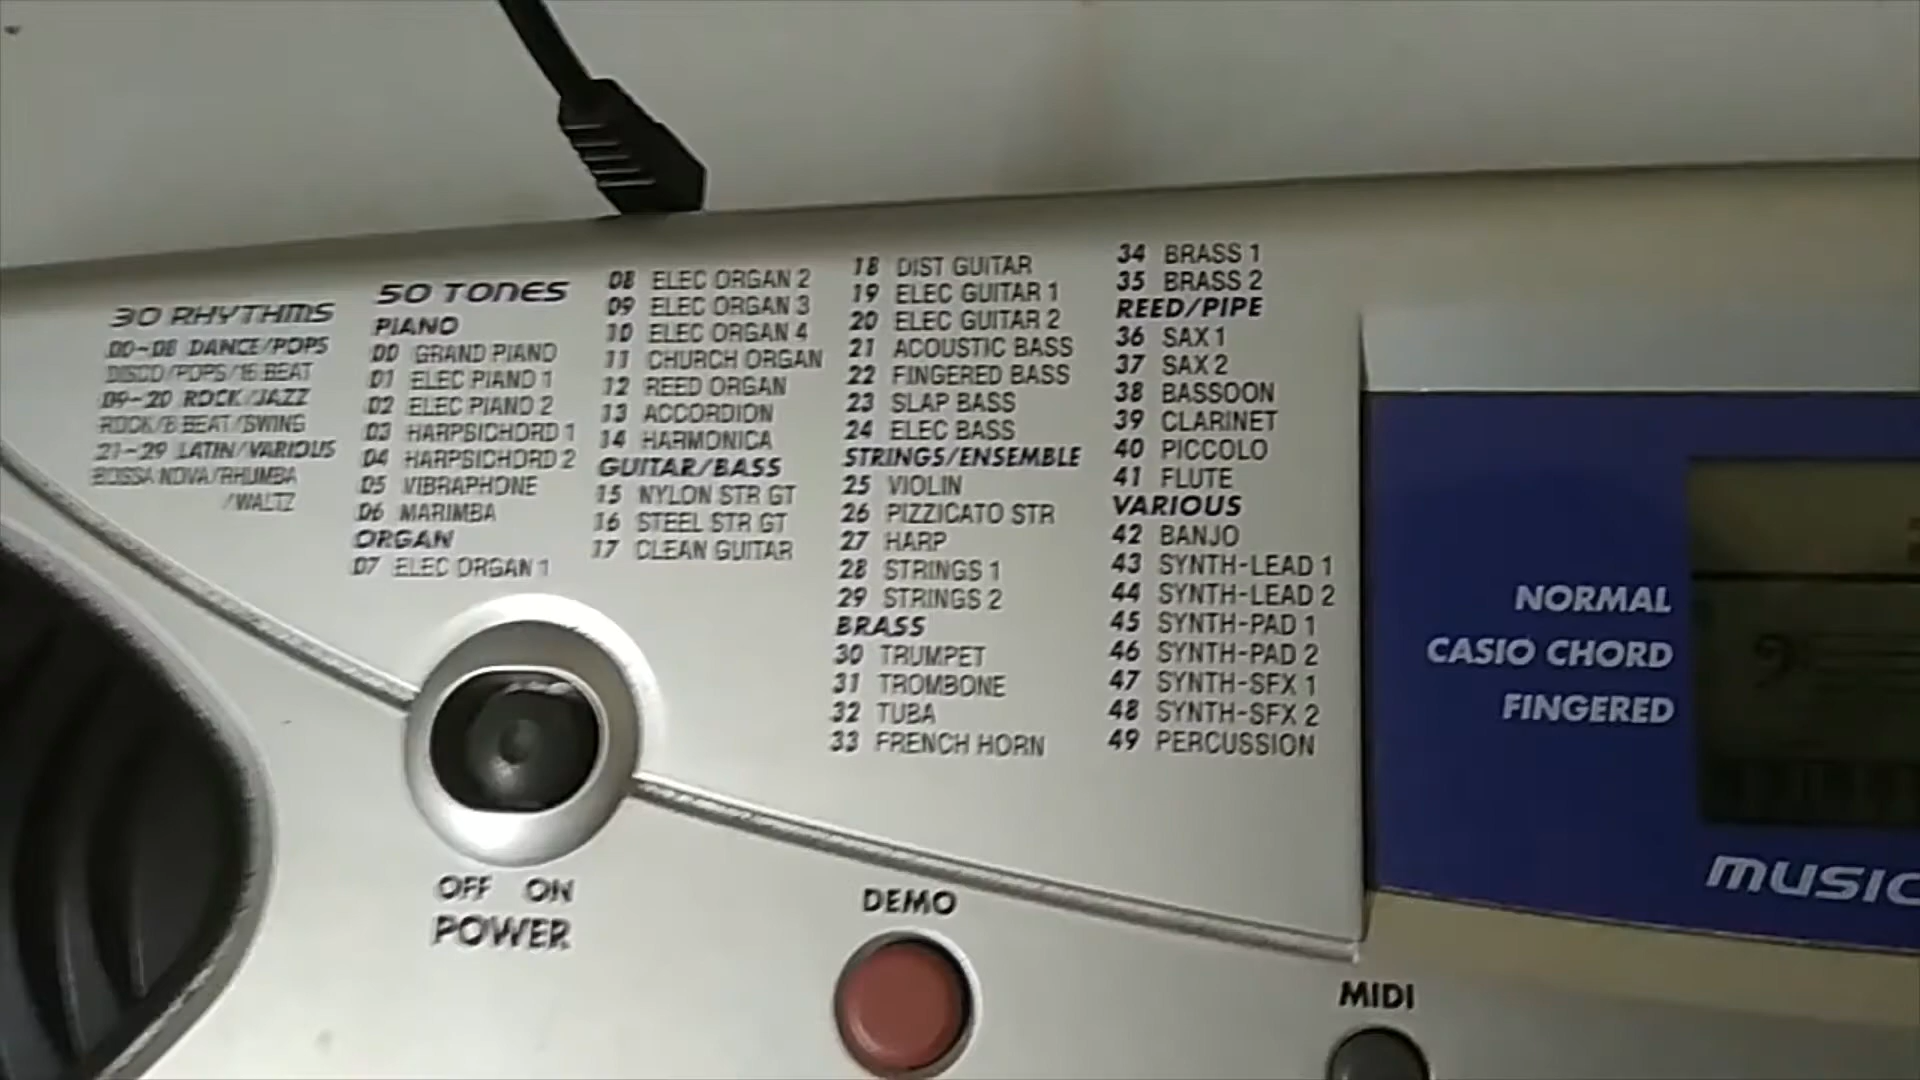 30 RHYTHMS
00-08 DANCE/POPS
DISCO/POPS/16 BEAT
09-20 ROCK/JAZZ
ROCK/8 BEAT/SWING
21-29 LATIN/VARIOUS
BOSSA NOVA/RHUMBA
/WALTZ
50 TONES
PIANO
00 GRAND PIANO
01 ELEC PIANO 1
02 ELEC PIANO 2
03 HARPSICHORD 1
04 HARPSICHORD 2
05 VIBRAPHONE
06 MARIMBA
ORGAN
07 ELEC ORGAN 1
08 ELEC ORGAN 2
09 ELEC ORGAN 3
10 ELEC ORGAN 4
11 CHURCH ORGAN
12 REED ORGAN
13 ACCORDION
14 HARMONICA
GUITAR/BASS
15 NYLON STR GT
16 STEEL STR GT
17 CLEAN GUITAR
18 DIST GUITAR
19 ELEC GUITAR 1
20 ELEC GUITAR 2
21 ACOUSTIC BASS
22 FINGERED BASS
23 SLAP BASS
24 ELEC BASS
STRINGS/ENSEMBLE
25 VIOLIN
26 PIZZICATO STR
27 HARP
28 STRINGS 1
29 STRINGS 2
BRASS
30 TRUMPET
31 TROMBONE
32 TUBA
33 FRENCH HORN
34 BRASS 1
35 BRASS 2
REED/PIPE
36 SAX 1
37 SAX 2
38 BASSOON
39 CLARINET
40 PICCOLO
41 FLUTE
VARIOUS
42 BANJO
43 SYNTH-LEAD 1
44 SYNTH-LEAD 2
45 SYNTH-PAD 1
46 SYNTH-PAD 2
47 SYNTH-SFX 1
48 SYNTH-SFX 2
49 PERCUSSION
NORMAL
CASIO CHORD
FINGERED
MUSIC
OFF ON
POWER
DEMO
MIDI